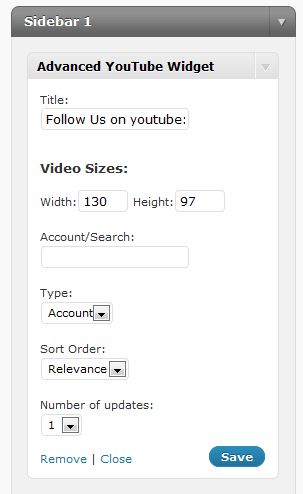 Sidebar 1
Advanced YouTube Widget
Title:
Follow Us on youtube:
Video Sizes:
Width: 130 Height: 97
Account/Search:
Type:
Account
Sort Order:
Relevance
Number of updates:
1
Remove | Close Save